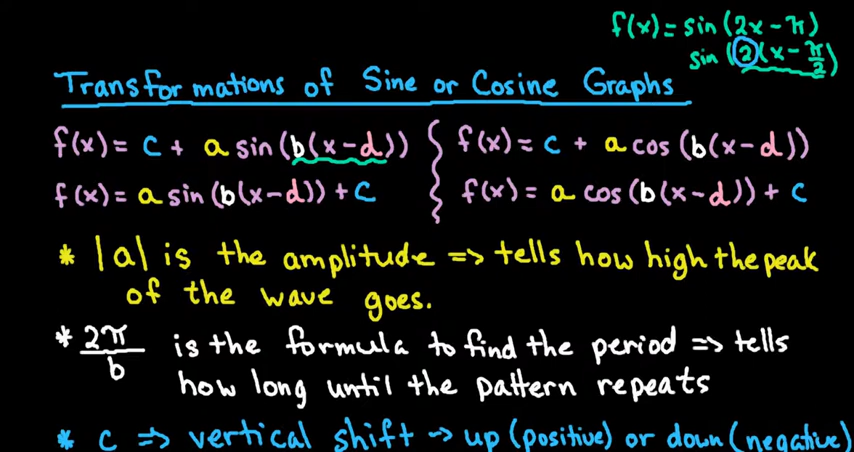 f(x) = sin (2x - π)
sin (2(x - π/2)
Transformations of Sine or Cosine Graphs
f(x) = c + a sin (b(x-d))
f(x) = c + a cos (b(x-d))
f(x) = a sin (b(x-d)) + c
f(x) = a cos (b(x-d)) + c
* |a| is the amplitude => tells how high the peak
of the wave goes.
* 2π/b is the formula to find the period => tells
how long until the pattern repeats
* c => vertical shift → up (positive) or down (negative)